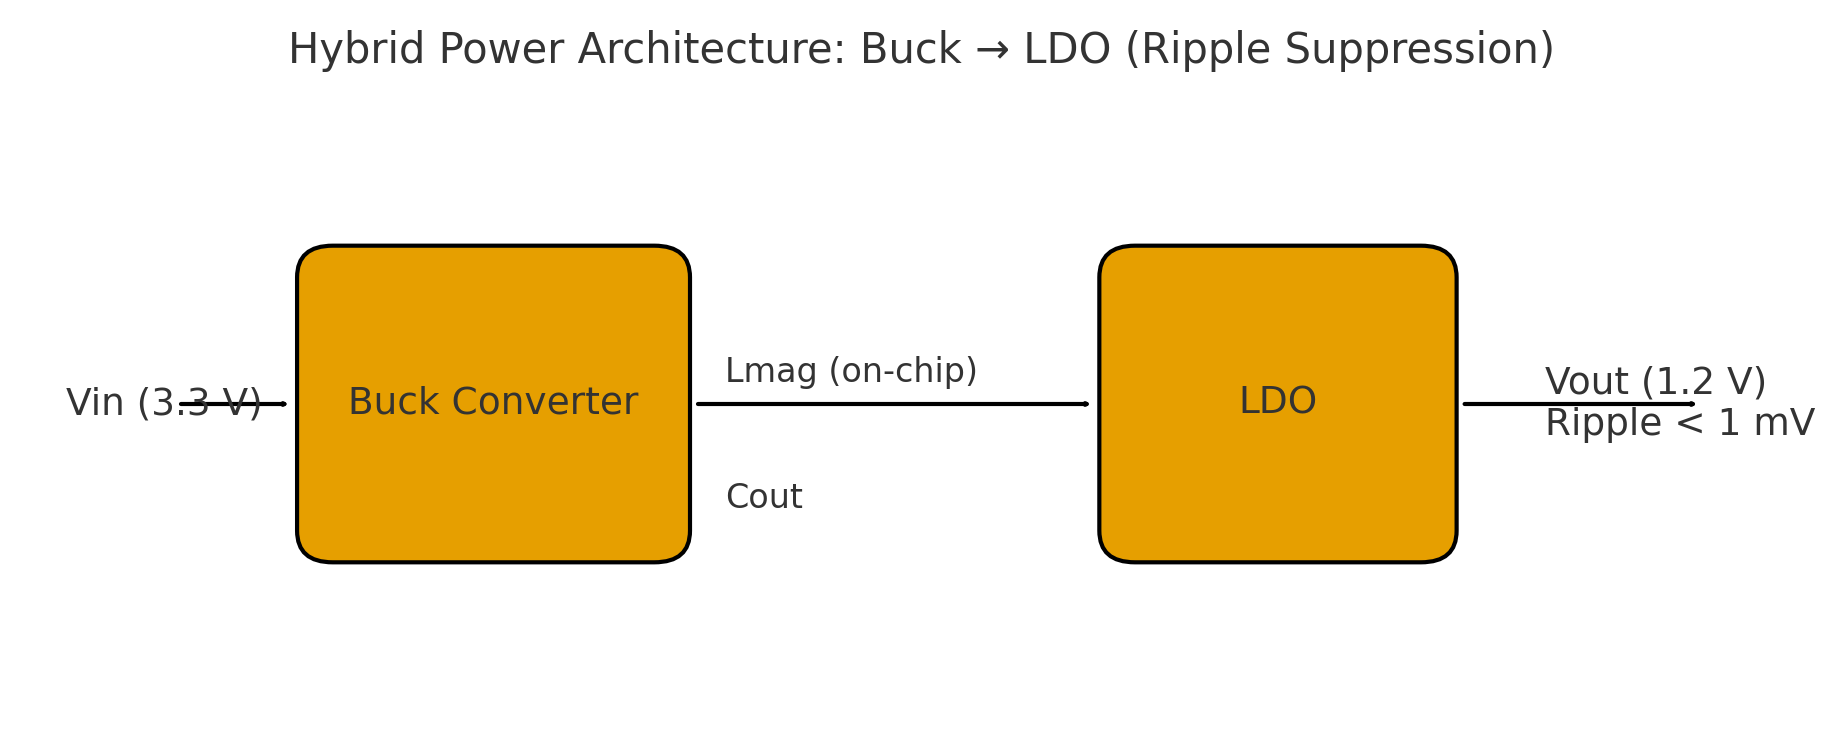 Hybrid Power Architecture: Buck → LDO (Ripple Suppression)
Vin (3.3 V)
Buck Converter
Lmag (on-chip)
Cout
LDO
Vout (1.2 V)
Ripple < 1 mV